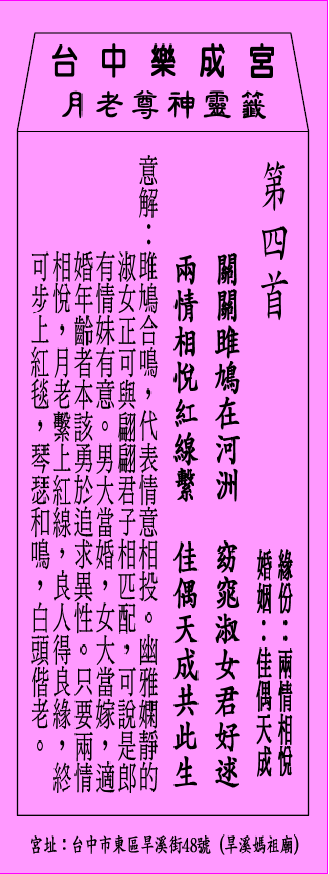 台中樂成宮
月老尊神靈籤
第四首
關關雎鳩在河洲　窈窕淑女君好逑
兩情相悅紅線繫　佳偶天成共此生
緣份：兩情相悅
婚姻：佳偶天成
意解：雎鳩合鳴，代表情意相投。幽雅嫻靜的
淑女正可與翩翩君子相匹配，可說是郎
有情妹有意。男大當婚，女大當嫁，適
婚年齡者本該勇於追求異性。只要兩情
相悅，月老繫上紅線，良人得良緣，終
可步上紅毯，琴瑟和鳴，白頭偕老。
宮址：台中市東區旱溪街48號（旱溪媽祖廟）